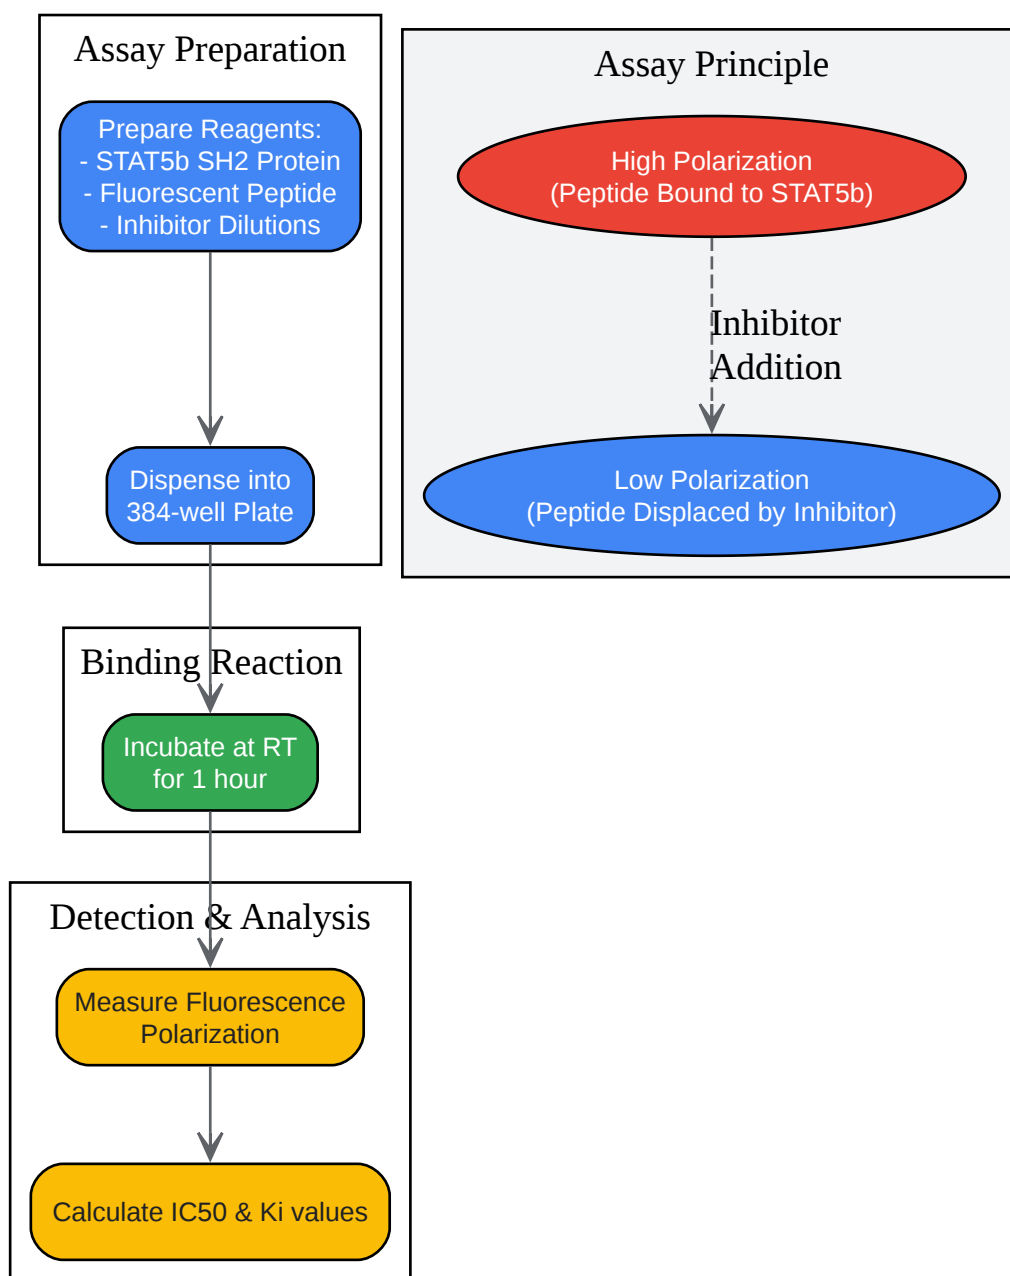 Assay Preparation
Prepare Reagents:
- STAT5b SH2 Protein
- Fluorescent Peptide
- Inhibitor Dilutions
Dispense into
384-well Plate
Binding Reaction
Incubate at RT
for 1 hour
Detection & Analysis
Measure Fluorescence
Polarization
Calculate IC50 & Ki values
Assay Principle
High Polarization
(Peptide Bound to STAT5b)
Inhibitor
Addition
Low Polarization
(Peptide Displaced by Inhibitor)